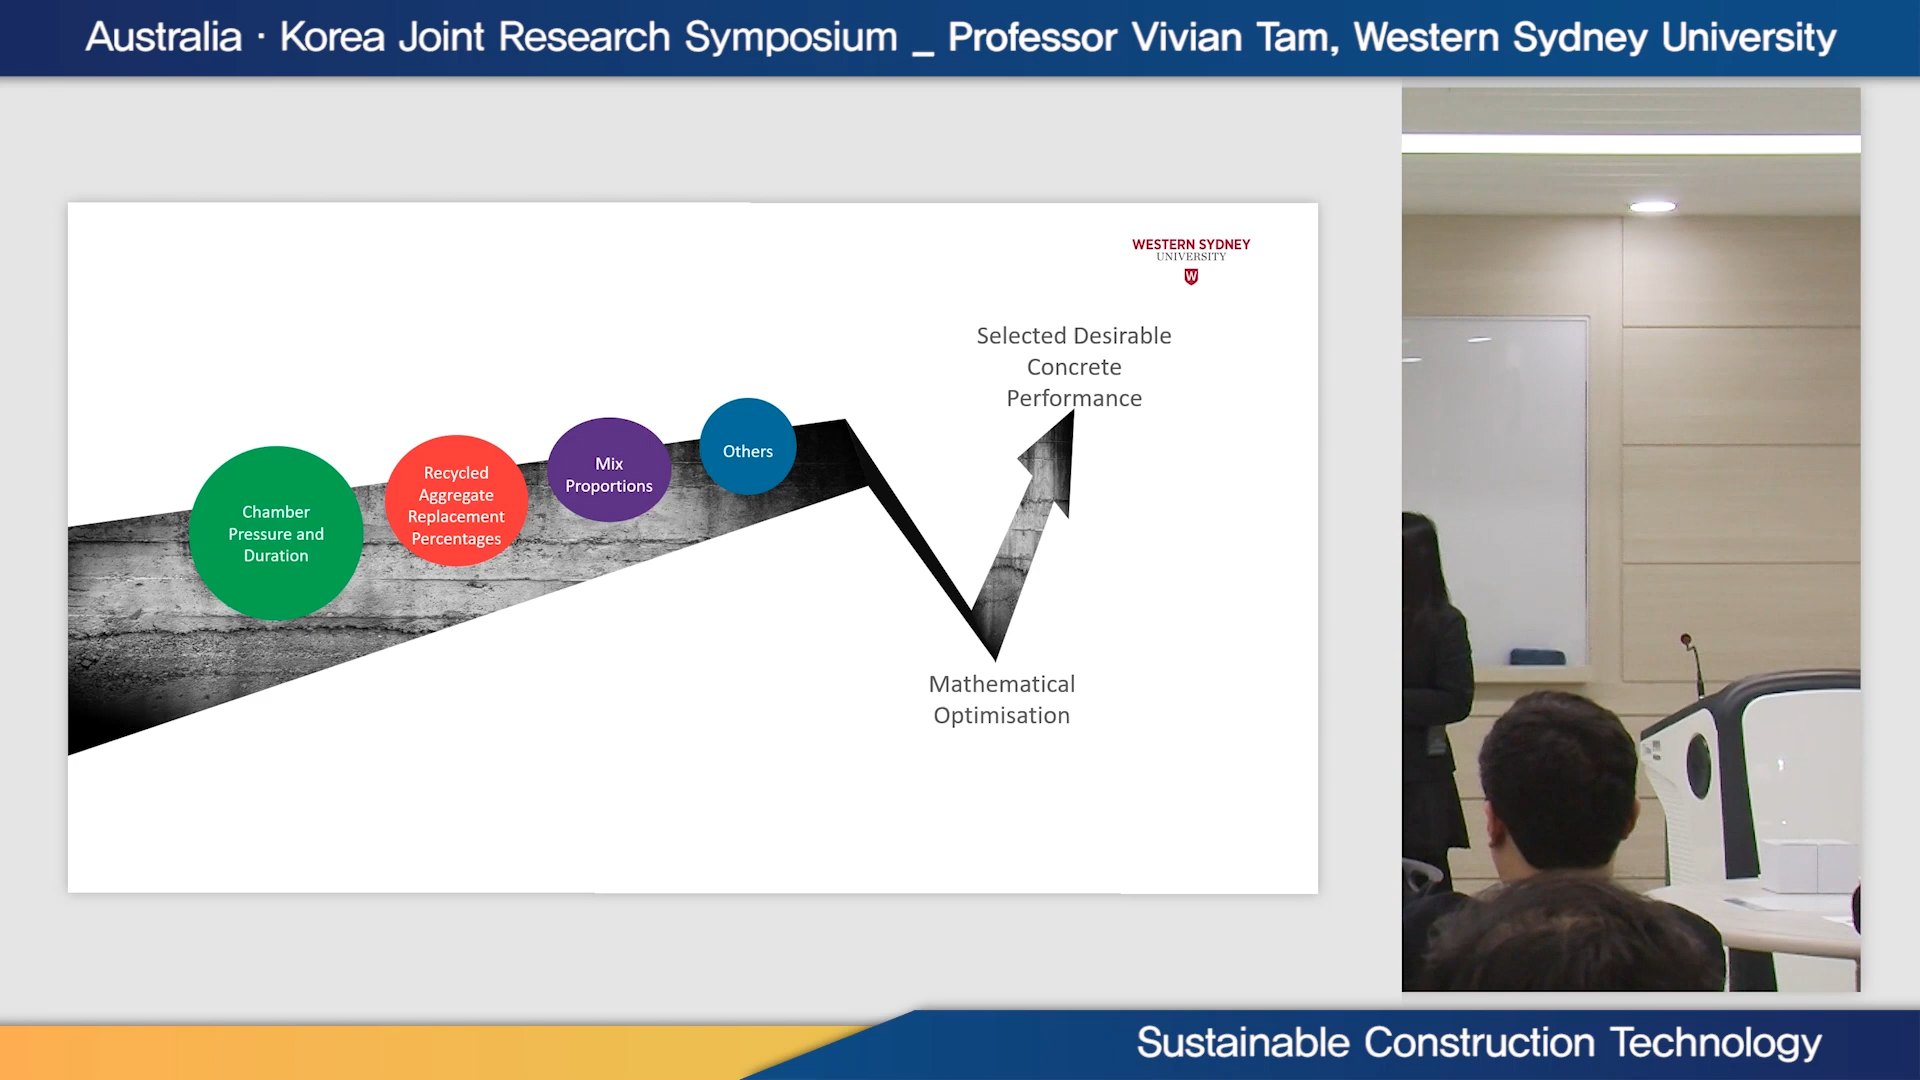 Australia · Korea Joint Research Symposium _ Professor Vivian Tam, Western Sydney University
WESTERN SYDNEY
UNIVERSITY
W
Selected Desirable
Concrete
Performance
Chamber
Pressure and
Duration
Recycled
Aggregate
Replacement
Percentages
Mix
Proportions
Others
Mathematical
Optimisation
Sustainable Construction Technology